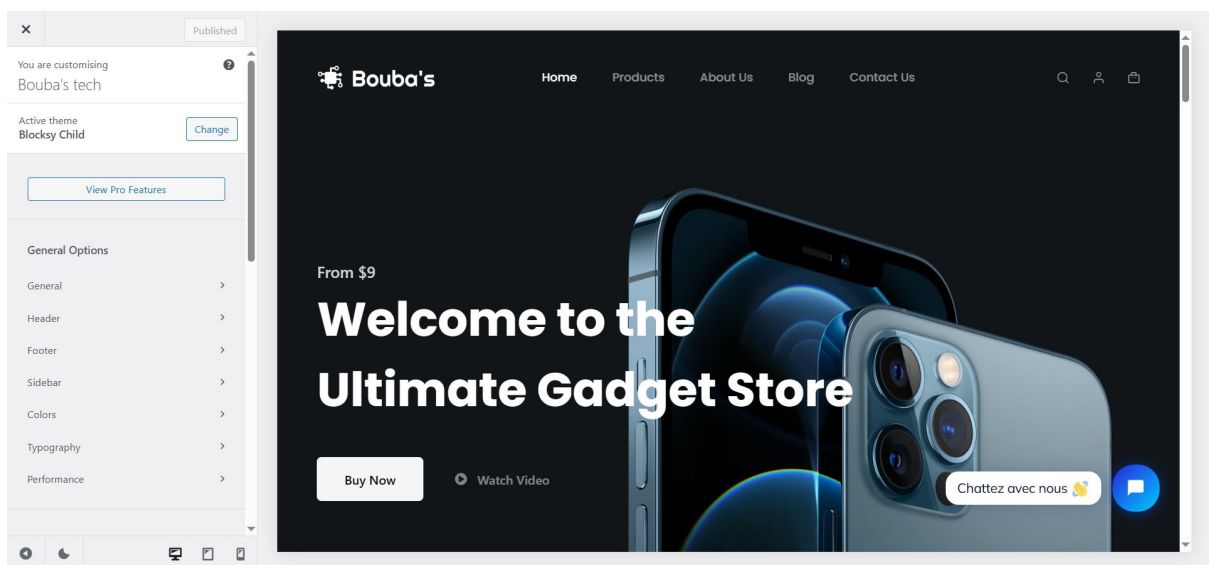 Published
You are customising
Bouba's tech
Active theme
Blocksy Child
Change
View Pro Features
General Options
General
Header
Footer
Sidebar
Colors
Typography
Performance
Bouba's
Home Products About Us Blog Contact Us
From $9
Welcome to the
Ultimate Gadget Store
Buy Now Watch Video
Chattez avec nous 👋